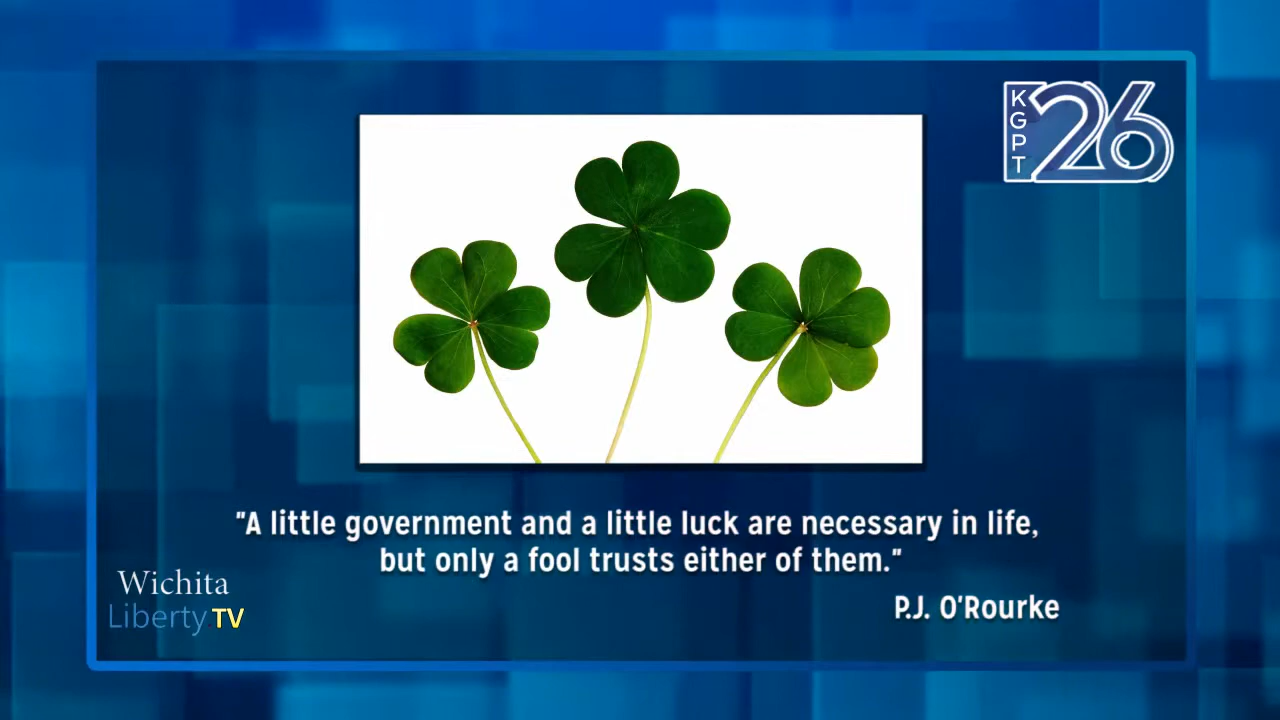 KGPT
26
"A little government and a little luck are necessary in life,
but only a fool trusts either of them."
Wichita
Liberty.TV
P.J. O'Rourke